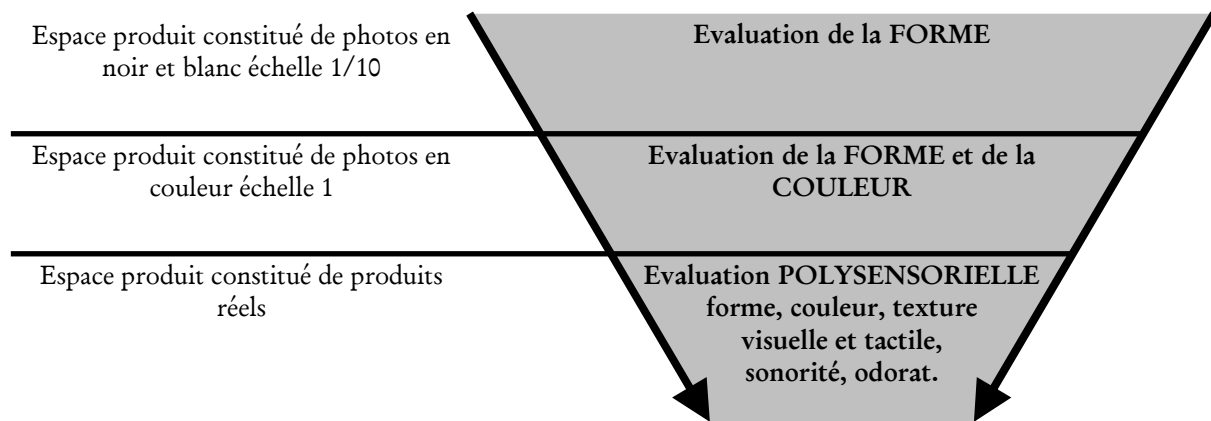 Espace produit constitué de photos en
noir et blanc échelle 1/10
Evaluation de la FORME
Espace produit constitué de photos en
couleur échelle 1
Evaluation de la FORME et de la
COULEUR
Espace produit constitué de produits
réels
Evaluation POLYSENSORIELLE
forme, couleur, texture
visuelle et tactile,
sonorité, odorat.